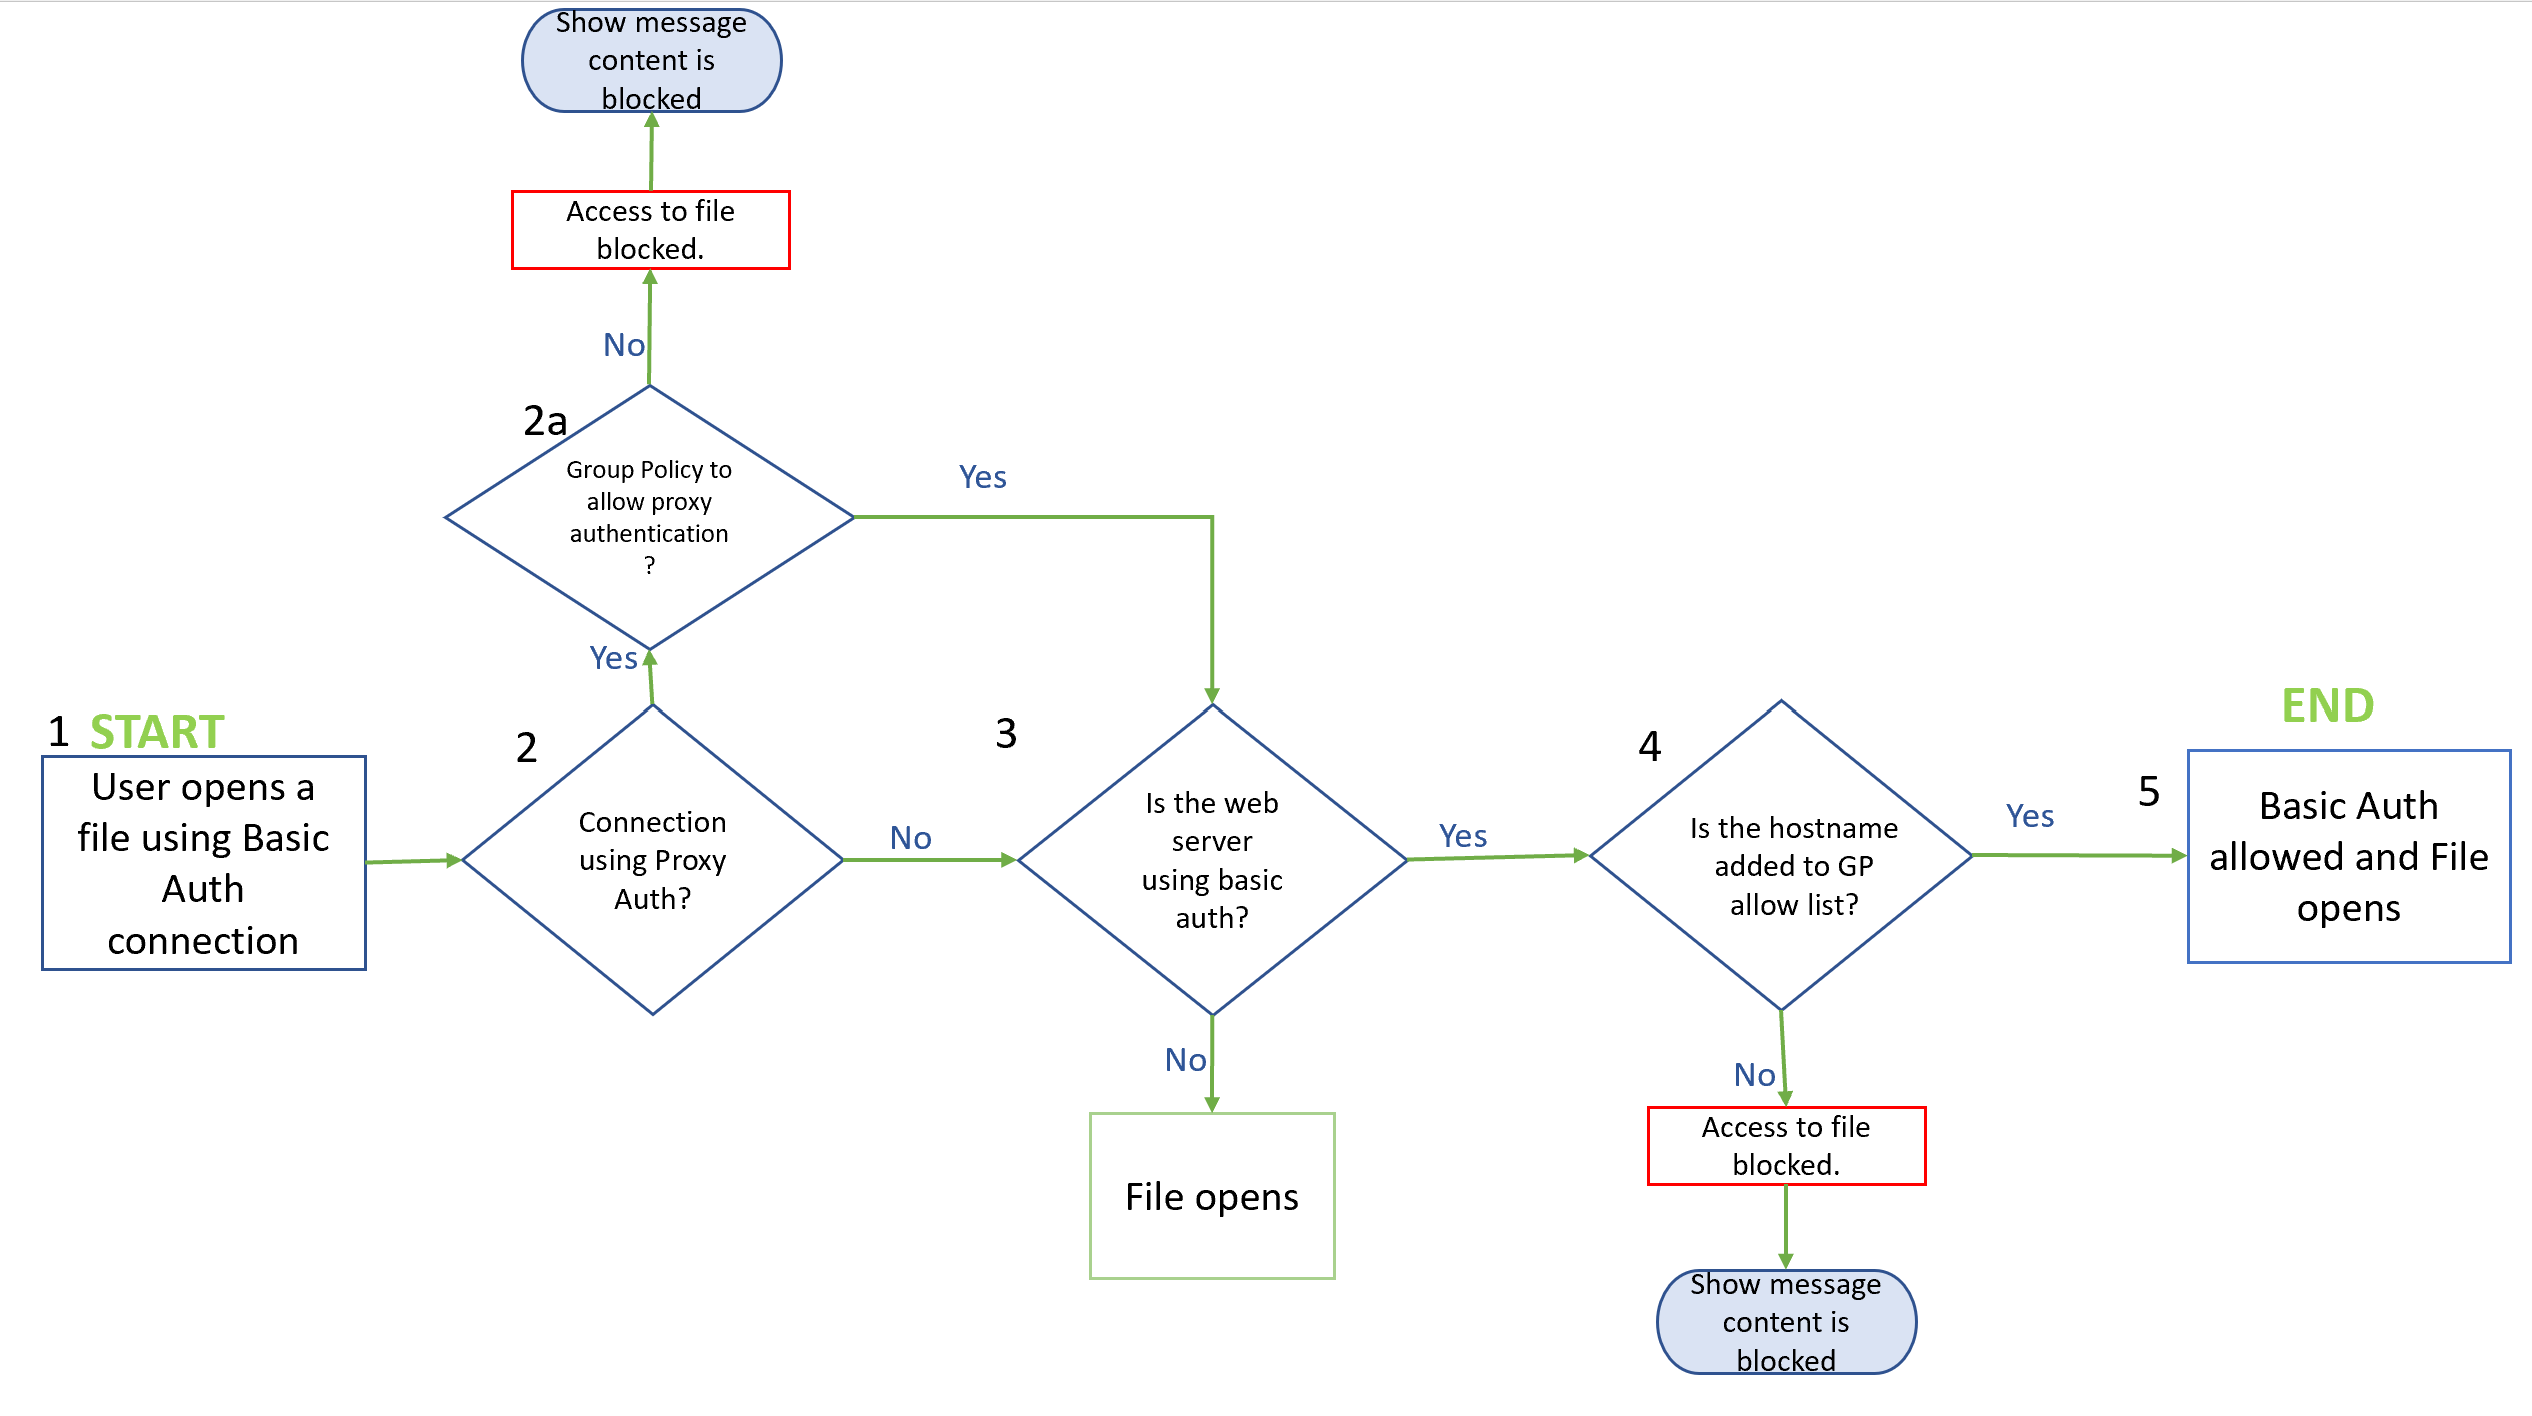 Show message
content is
blocked
Access to file
blocked.
No
2a
Group Policy to
allow proxy
authentication
?
Yes
Yes
1 START
User opens a
file using Basic
Auth
connection
2
Connection
using Proxy
Auth?
No
3
Is the web
server
using basic
auth?
Yes
No
File opens
4
Is the hostname
added to GP
allow list?
Yes
No
Access to file
blocked.
Show message
content is
blocked
END
5
Basic Auth
allowed and File
opens